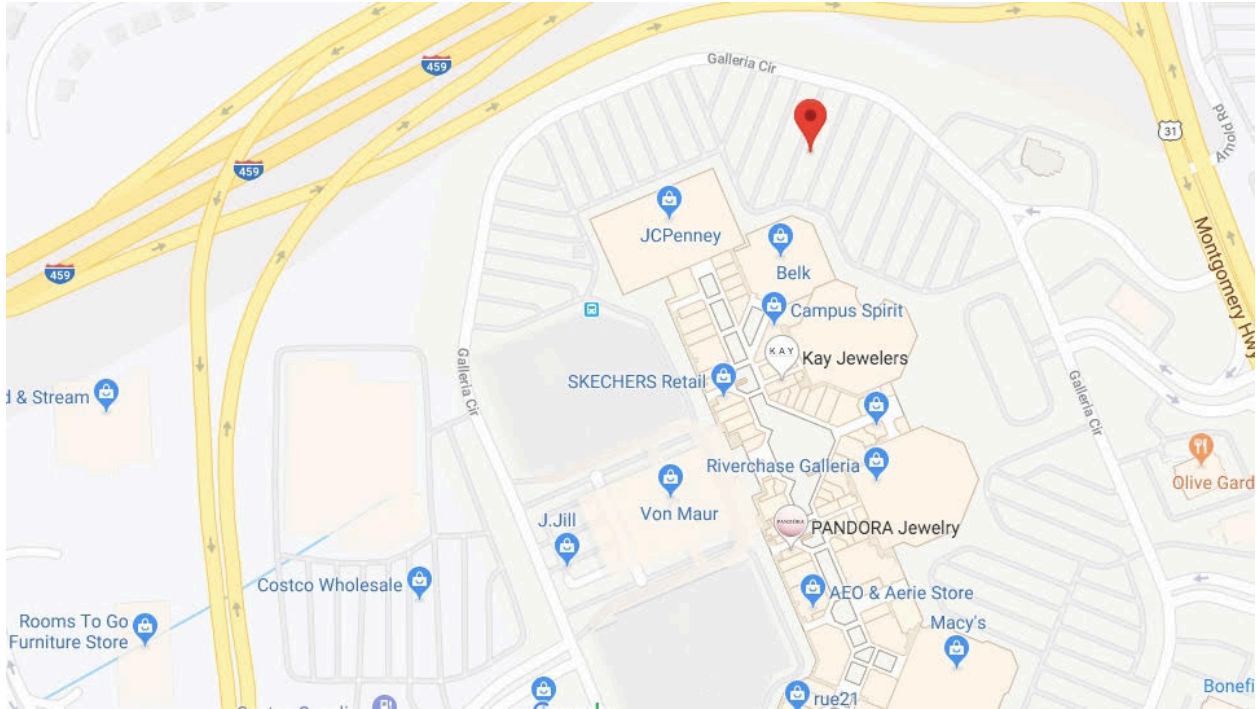 Galleria Cir
459
31
Arnold Rd
459
JCPenney
Montgomery Hwy
Belk
459
Campus Spirit
KAY
Kay Jewelers
Galleria Cir
SKECHERS Retail
d & Stream
Galleria Cir
Riverchase Galleria
Olive Gard
Von Maur
J.Jill
PANDORA
PANDORA Jewelry
Costco Wholesale
AEO & Aerie Store
Rooms To Go
Furniture Store
Macy's
Bonefi
rue21